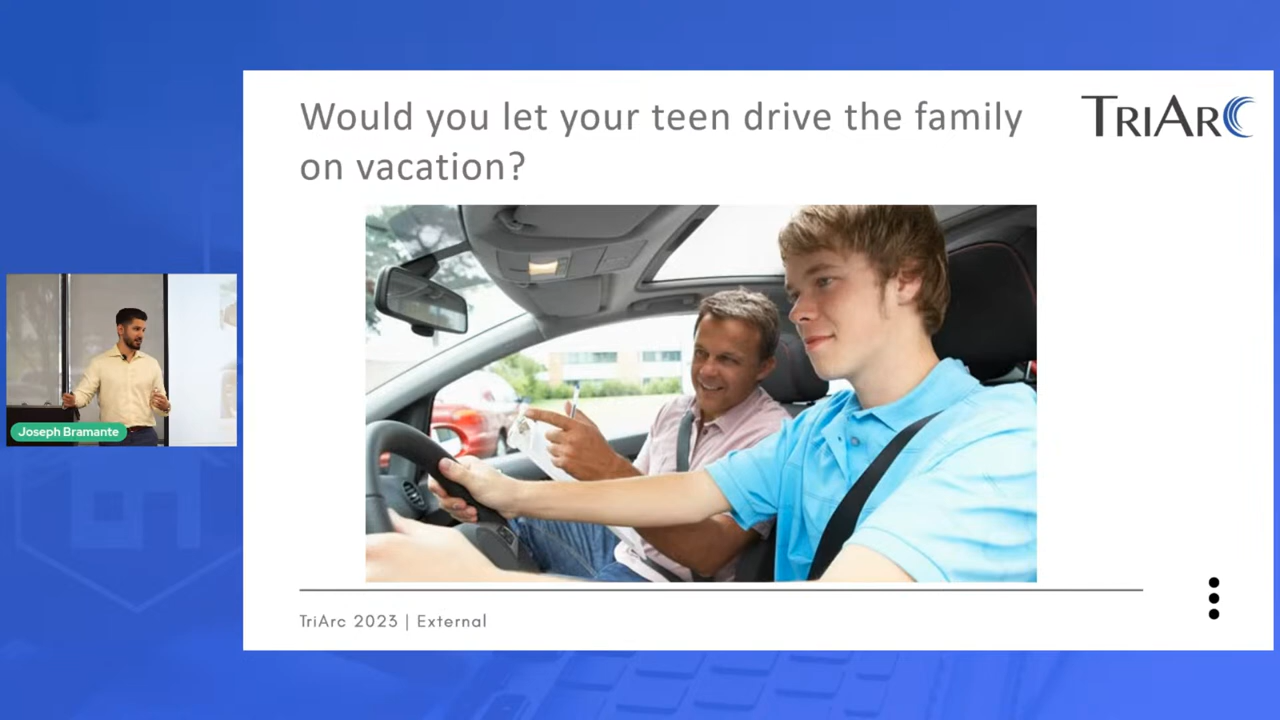 Would you let your teen drive the family
on vacation?
TRIARC
Joseph Bramante
TriArc 2023 | External